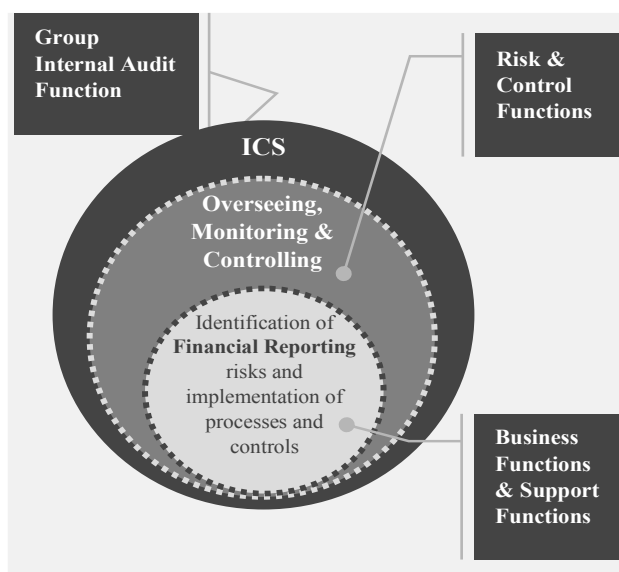 Group
Internal Audit
Function
Risk &
Control
Functions
ICS
Overseeing,
Monitoring &
Controlling
Identification of
Financial Reporting
risks and
implementation of
processes and
controls
Business
Functions
& Support
Functions